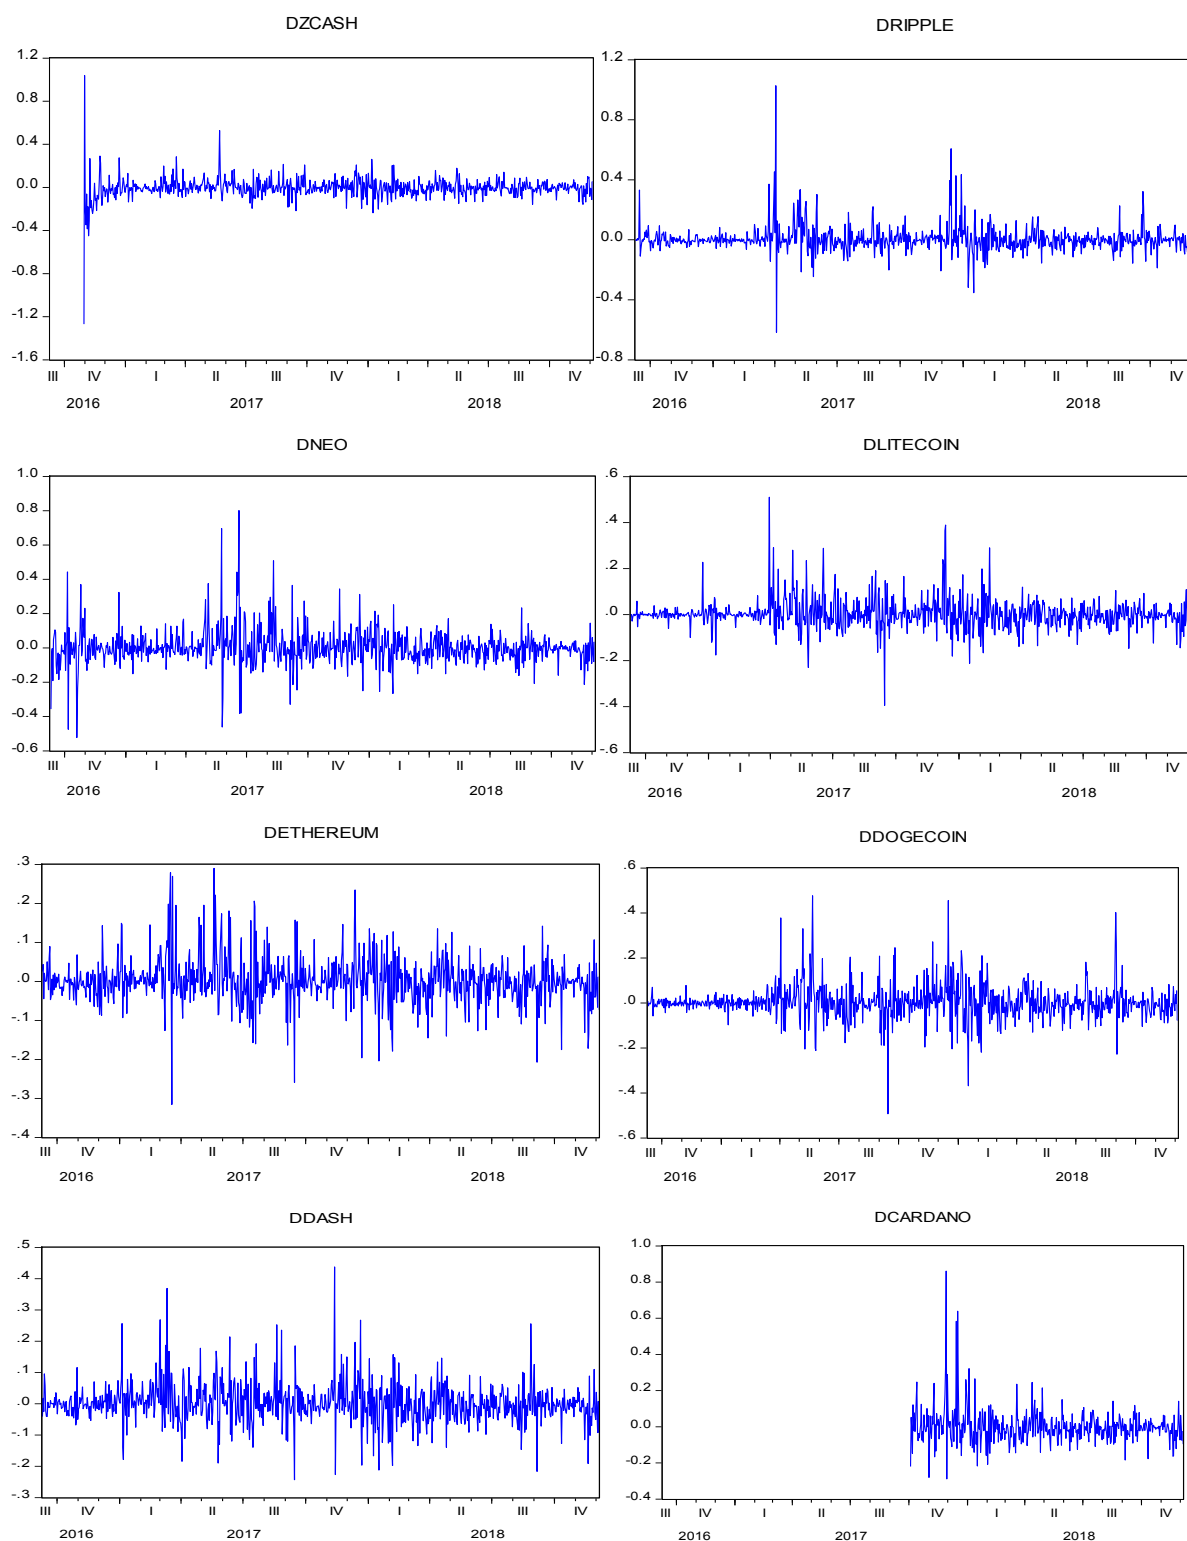 DZCASH
1.2
0.8
0.4
0.0
-0.4
-0.8
-1.2
-1.6
III IV I II III IV I II III IV
2016 2017 2018
DRIPPLE
1.2
0.8
0.4
0.0
-0.4
-0.8
III IV I II III IV I II III IV
2016 2017 2018
DNEO
1.0
0.8
0.6
0.4
0.2
0.0
-0.2
-0.4
-0.6
III IV I II III IV I II III IV
2016 2017 2018
DLITECOIN
.6
.4
.2
.0
-.2
-.4
-.6
III IV I II III IV I II III IV
2016 2017 2018
DETHEREUM
.3
.2
.1
.0
-.1
-.2
-.3
-.4
III IV I II III IV I II III IV
2016 2017 2018
DDOGECOIN
.6
.4
.2
.0
-.2
-.4
-.6
III IV I II III IV I II III IV
2016 2017 2018
DDASH
.5
.4
.3
.2
.1
.0
-.1
-.2
-.3
III IV I II III IV I II III IV
2016 2017 2018
DCARDANO
1.0
0.8
0.6
0.4
0.2
0.0
-0.2
-0.4
III IV I II III IV I II III IV
2016 2017 2018